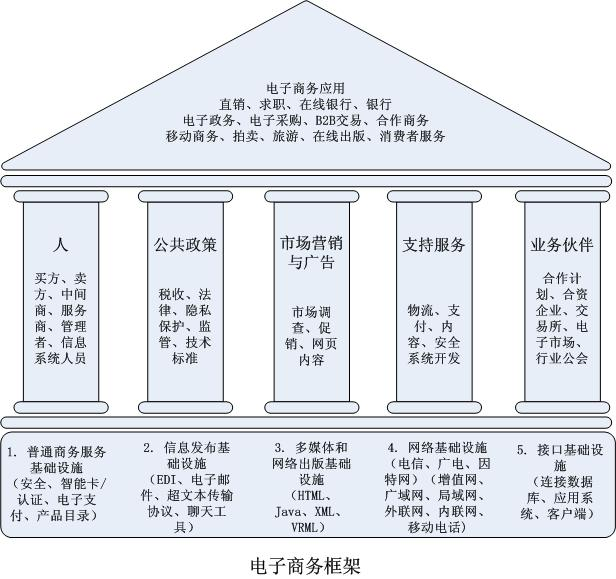 电子商务应用
直销、求职、在线银行、银行
电子政务、电子采购、B2B交易、合作商务
移动商务、拍卖、旅游、在线出版、消费者服务
人
买方、卖
方、中间
商、服务
商、管理
者、信息
系统人员
公共政策
税收、法
律、隐私
保护、监
管、技术
标准
市场营销
与广告
市场调
查、促
销、网页
内容
支持服务
物流、支
付、内
容、安全
系统开发
业务伙伴
合作计
划、合资
企业、交
易所、电
子市场、
行业公会
1. 普通商务服务
基础设施
（安全、智能卡/
认证、电子支
付、产品目录）
2. 信息发布基
础设施
（EDI、电子邮
件、超文本传输
协议、聊天工
具）
3. 多媒体和
网络出版基础
设施
（HTML、
Java、XML、
VRML）
4. 网络基础设施
（电信、广电、因
特网）（增值网、
广域网、局域网、
外联网、内联网、
移动电话)
5. 接口基础设
施
（连接数据
库、应用系
统、客户端）
电子商务框架